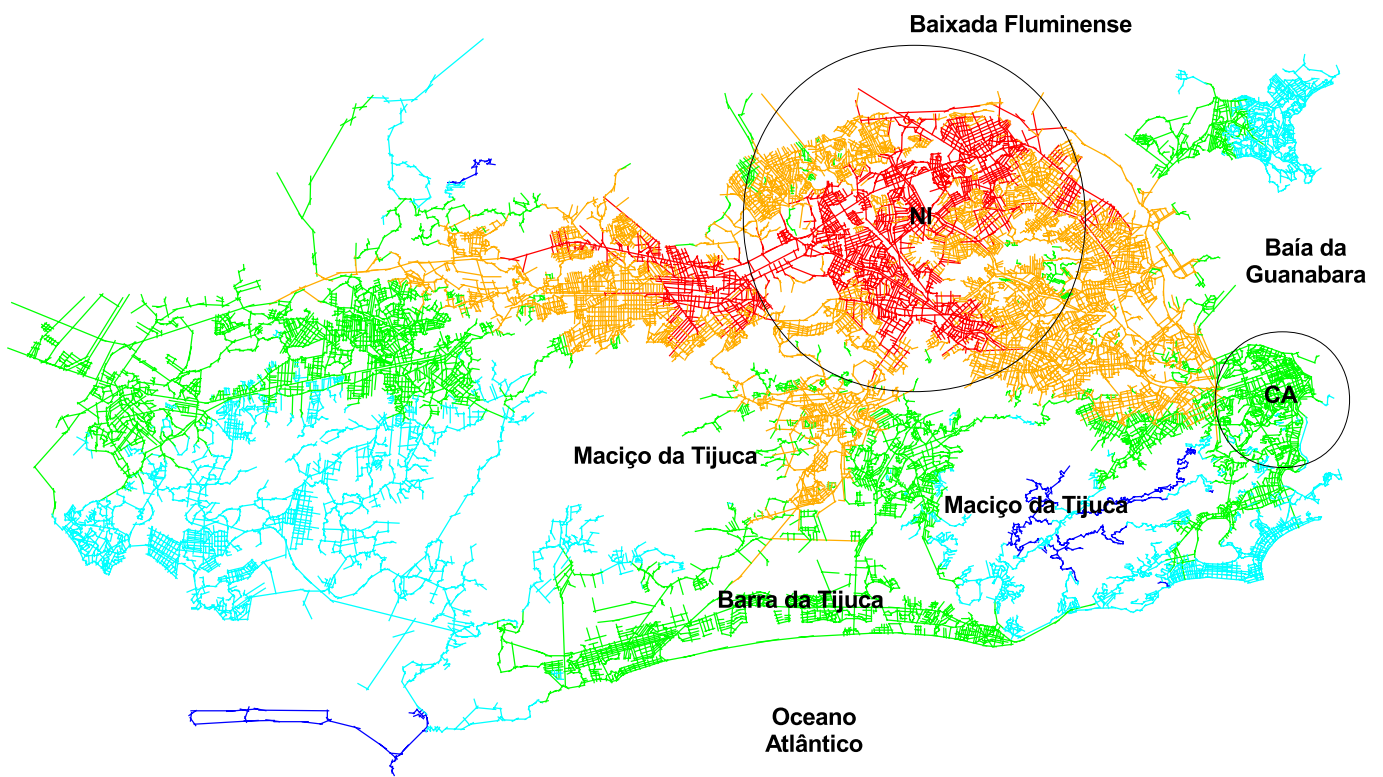 Baixada Fluminense
NI
Baía da
Guanabara
CA
Maciço da Tijuca
Maciço da Tijuca
Barra da Tijuca
Oceano
Atlântico